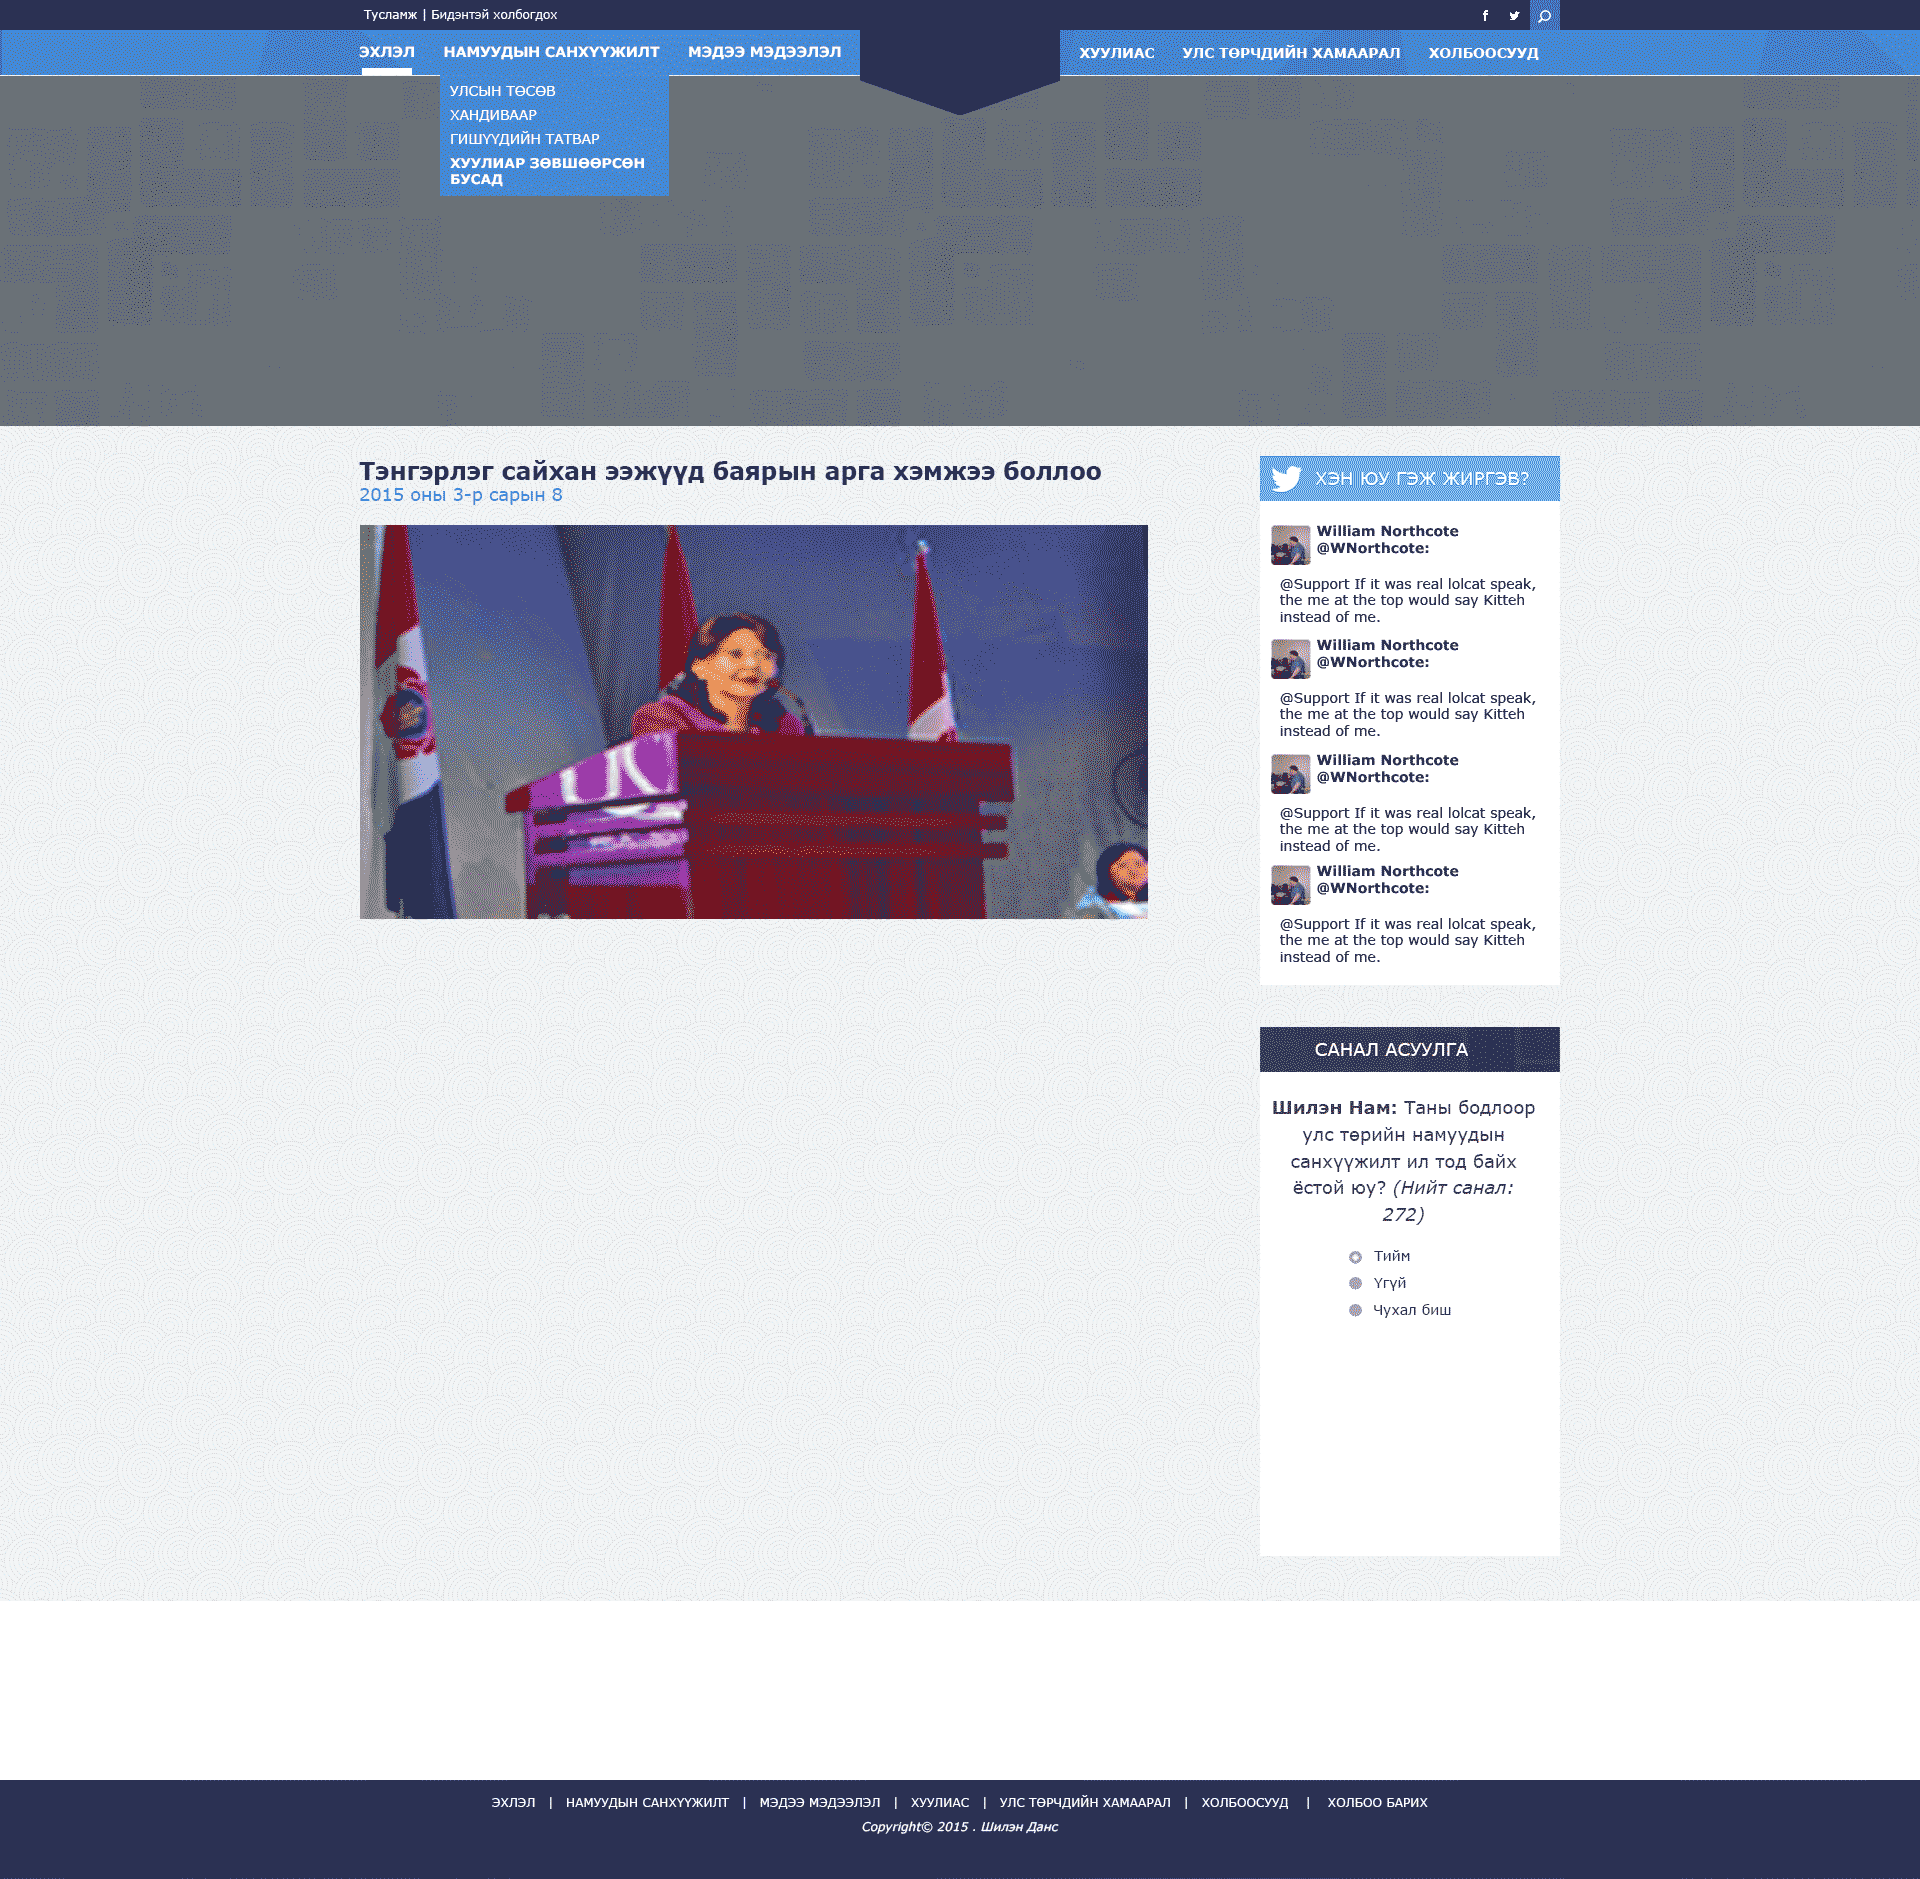 Тусламж | Бидэнтэй холбогдох
ЭХЛЭЛ НАМУУДЫН САНХҮҮЖИЛТ МЭДЭЭ МЭДЭЭЛЭЛ ХУУЛИАС УЛС ТӨРЧДИЙН ХАМААРАЛ ХОЛБООСУУД
УЛСЫН ТӨСӨВ
ХАНДИВААР
ГИШҮҮДИЙН ТАТВАР
ХУУЛИАР ЗӨВШӨӨРСӨН
БУСАД
Тэнгэрлэг сайхан ээжүүд баярын арга хэмжээ боллоо
2015 оны 3-р сарын 8
ХЭН ЮУ ГЭЖ ЖИРГЭВ?
William Northcote
@WNorthcote:
@Support If it was real lolcat speak,
the me at the top would say Kitteh
instead of me.
William Northcote
@WNorthcote:
@Support If it was real lolcat speak,
the me at the top would say Kitteh
instead of me.
William Northcote
@WNorthcote:
@Support If it was real lolcat speak,
the me at the top would say Kitteh
instead of me.
William Northcote
@WNorthcote:
@Support If it was real lolcat speak,
the me at the top would say Kitteh
instead of me.
САНАЛ АСУУЛГА
Шилэн Нам: Таны бодлоор
улс төрийн намуудын
санхүүжилт ил тод байх
ёстой юу? (Нийт санал:
272)
Тийм
Үгүй
Чухал биш
ЭХЛЭЛ | НАМУУДЫН САНХҮҮЖИЛТ | МЭДЭЭ МЭДЭЭЛЭЛ | ХУУЛИАС | УЛС ТӨРЧДИЙН ХАМААРАЛ | ХОЛБООСУУД | ХОЛБОО БАРИХ
Copyright© 2015 . Шилэн Данс